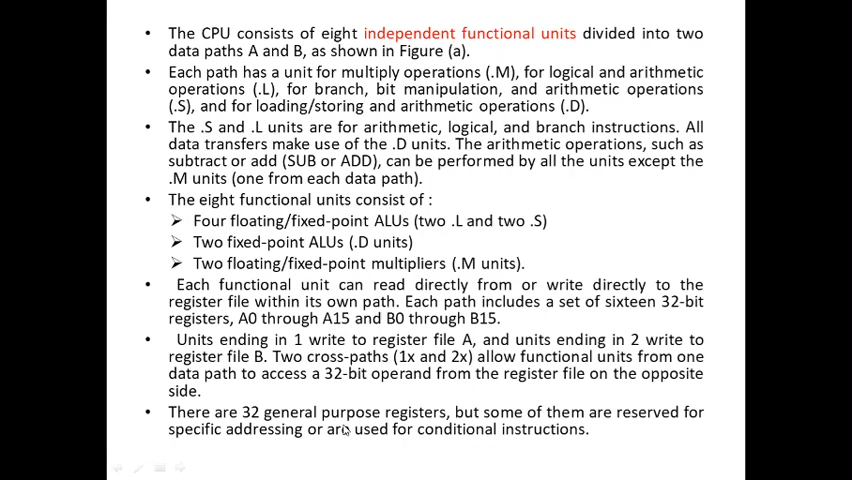 • The CPU consists of eight independent functional units divided into two
data paths A and B, as shown in Figure (a).
• Each path has a unit for multiply operations (.M), for logical and arithmetic
operations (.L), for branch, bit manipulation, and arithmetic operations
(.S), and for loading/storing and arithmetic operations (.D).
• The .S and .L units are for arithmetic, logical, and branch instructions. All
data transfers make use of the .D units. The arithmetic operations, such as
subtract or add (SUB or ADD), can be performed by all the units except the
.M units (one from each data path).
• The eight functional units consist of :
➢ Four floating/fixed-point ALUs (two .L and two .S)
➢ Two fixed-point ALUs (.D units)
➢ Two floating/fixed-point multipliers (.M units).
• Each functional unit can read directly from or write directly to the
register file within its own path. Each path includes a set of sixteen 32-bit
registers, A0 through A15 and B0 through B15.
• Units ending in 1 write to register file A, and units ending in 2 write to
register file B. Two cross-paths (1x and 2x) allow functional units from one
data path to access a 32-bit operand from the register file on the opposite
side.
• There are 32 general purpose registers, but some of them are reserved for
specific addressing or are used for conditional instructions.